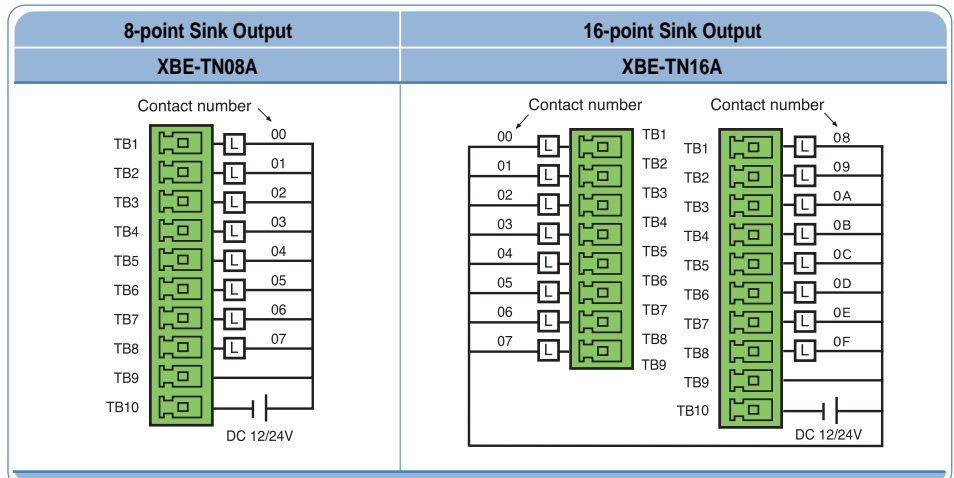 8-point Sink Output
16-point Sink Output
XBE-TN08A
XBE-TN16A
Contact number
TB1 L 00
TB2 L 01
TB3 L 02
TB4 L 03
TB5 L 04
TB6 L 05
TB7 L 06
TB8 L 07
TB9
TB10
DC 12/24V
Contact number
00 L TB1
01 L TB2
02 L TB3
03 L TB4
04 L TB5
05 L TB6
06 L TB7
07 L TB8
TB9
Contact number
TB1 L 08
TB2 L 09
TB3 L 0A
TB4 L 0B
TB5 L 0C
TB6 L 0D
TB7 L 0E
TB8 L 0F
TB9
TB10
DC 12/24V